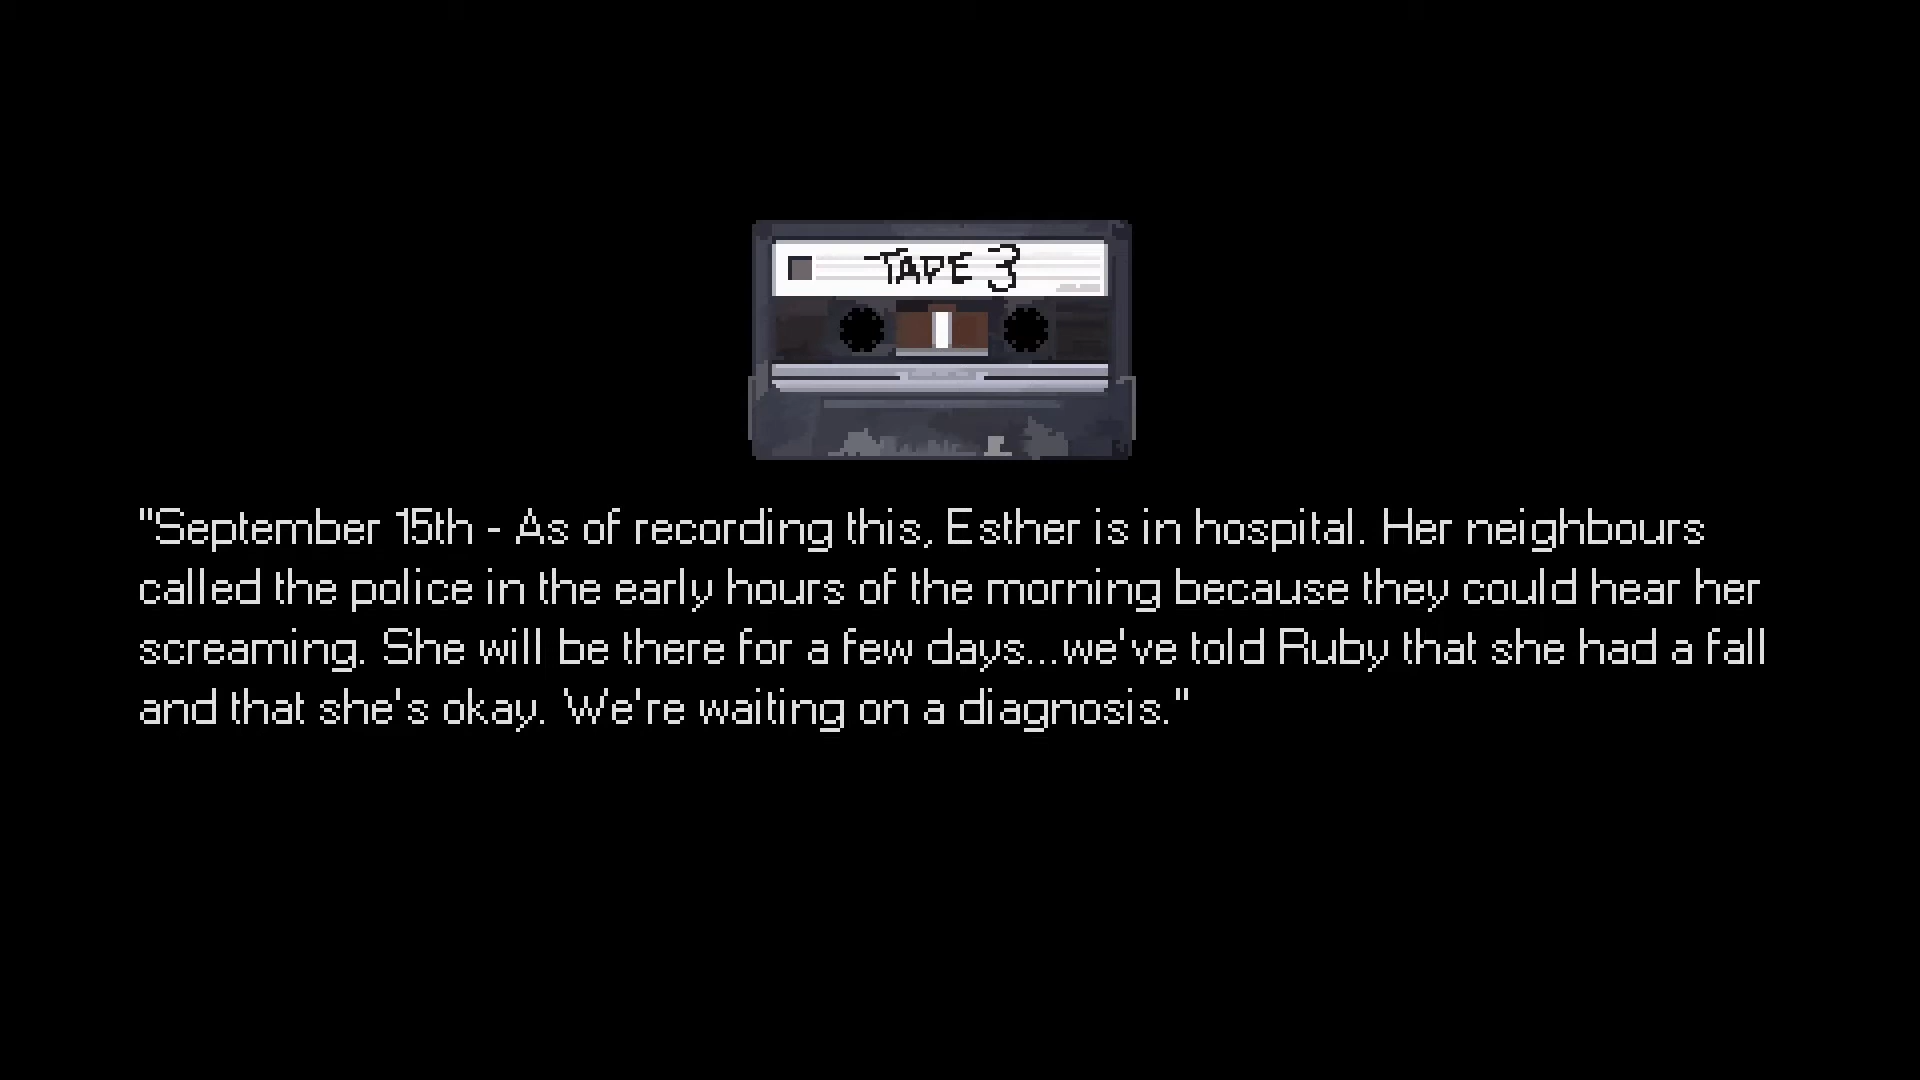 TAPE 3
"September 15th - As of recording this, Esther is in hospital. Her neighbours
called the police in the early hours of the morning because they could hear her
screaming. She will be there for a few days...we've told Ruby that she had a fall
and that she's okay. We're waiting on a diagnosis."